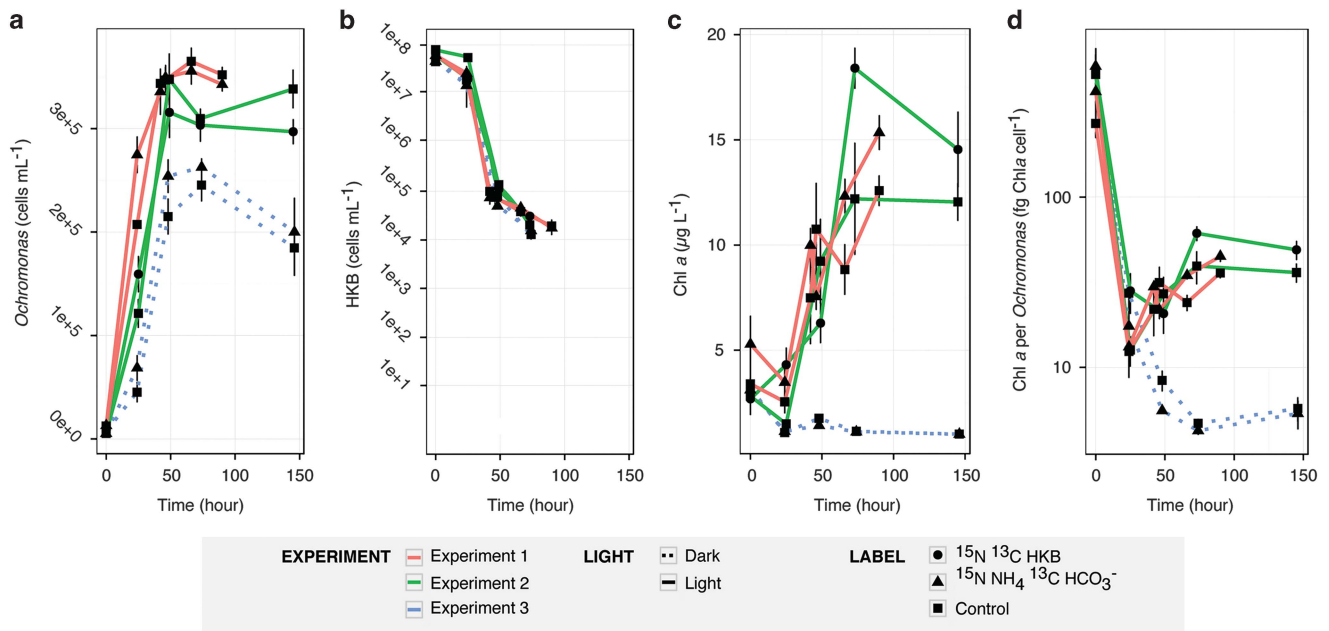 a
Ochromonas (cells mL⁻¹)
3e+5
2e+5
1e+5
0e+0
0 50 100 150
Time (hour)
b
HKB (cells mL⁻¹)
1e+8
1e+7
1e+6
1e+5
1e+4
1e+3
1e+2
1e+1
0 50 100 150
Time (hour)
c
Chl a (µg L⁻¹)
20
15
10
5
0 50 100 150
Time (hour)
d
Chl a per Ochromonas (fg Chla cell⁻¹)
100
10
0 50 100 150
Time (hour)
EXPERIMENT
Experiment 1
Experiment 2
Experiment 3
LIGHT
Dark
Light
LABEL
¹⁵N ¹³C HKB
¹⁵N NH₄ ¹³C HCO₃⁻
Control